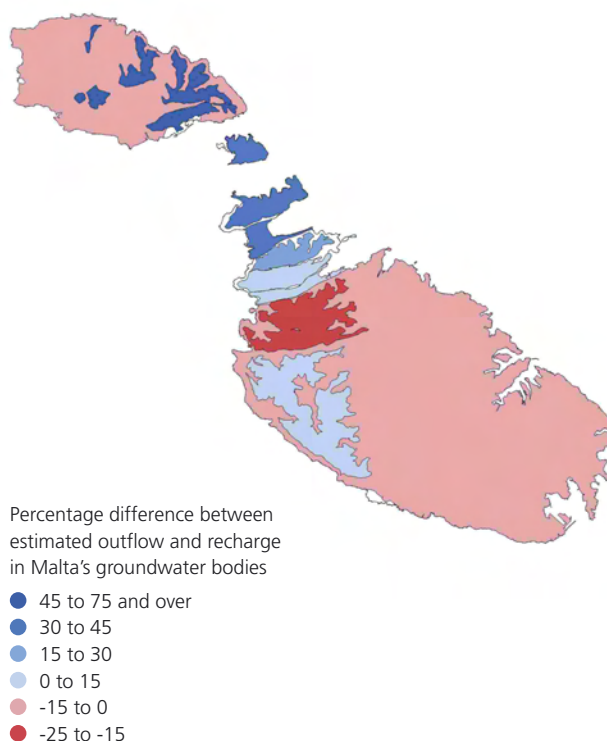 Percentage difference between
estimated outflow and recharge
in Malta’s groundwater bodies
45 to 75 and over
30 to 45
15 to 30
0 to 15
-15 to 0
-25 to -15